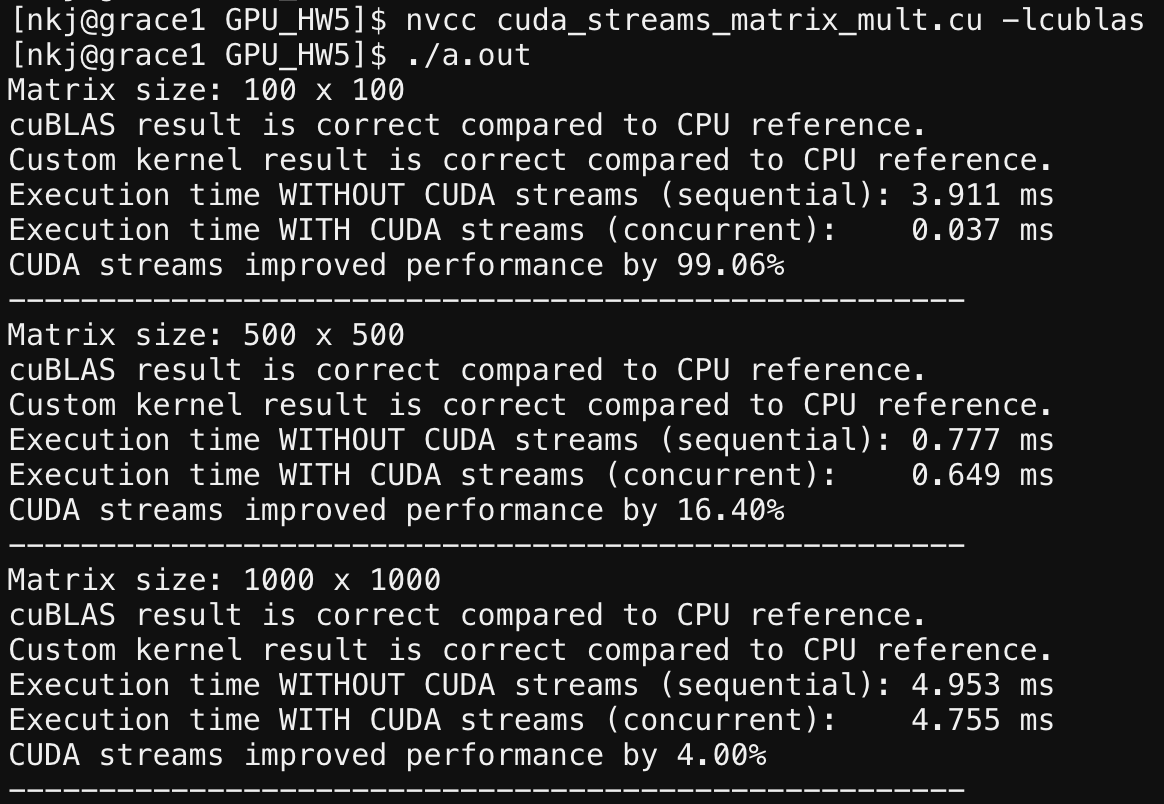 [nkj@grace1 GPU_HW5]$ nvcc cuda_streams_matrix_mult.cu -lcublas
[nkj@grace1 GPU_HW5]$ ./a.out
Matrix size: 100 x 100
cuBLAS result is correct compared to CPU reference.
Custom kernel result is correct compared to CPU reference.
Execution time WITHOUT CUDA streams (sequential): 3.911 ms
Execution time WITH CUDA streams (concurrent):    0.037 ms
CUDA streams improved performance by 99.06%
-----------------------------------------------------
Matrix size: 500 x 500
cuBLAS result is correct compared to CPU reference.
Custom kernel result is correct compared to CPU reference.
Execution time WITHOUT CUDA streams (sequential): 0.777 ms
Execution time WITH CUDA streams (concurrent):    0.649 ms
CUDA streams improved performance by 16.40%
-----------------------------------------------------
Matrix size: 1000 x 1000
cuBLAS result is correct compared to CPU reference.
Custom kernel result is correct compared to CPU reference.
Execution time WITHOUT CUDA streams (sequential): 4.953 ms
Execution time WITH CUDA streams (concurrent):    4.755 ms
CUDA streams improved performance by 4.00%
-----------------------------------------------------